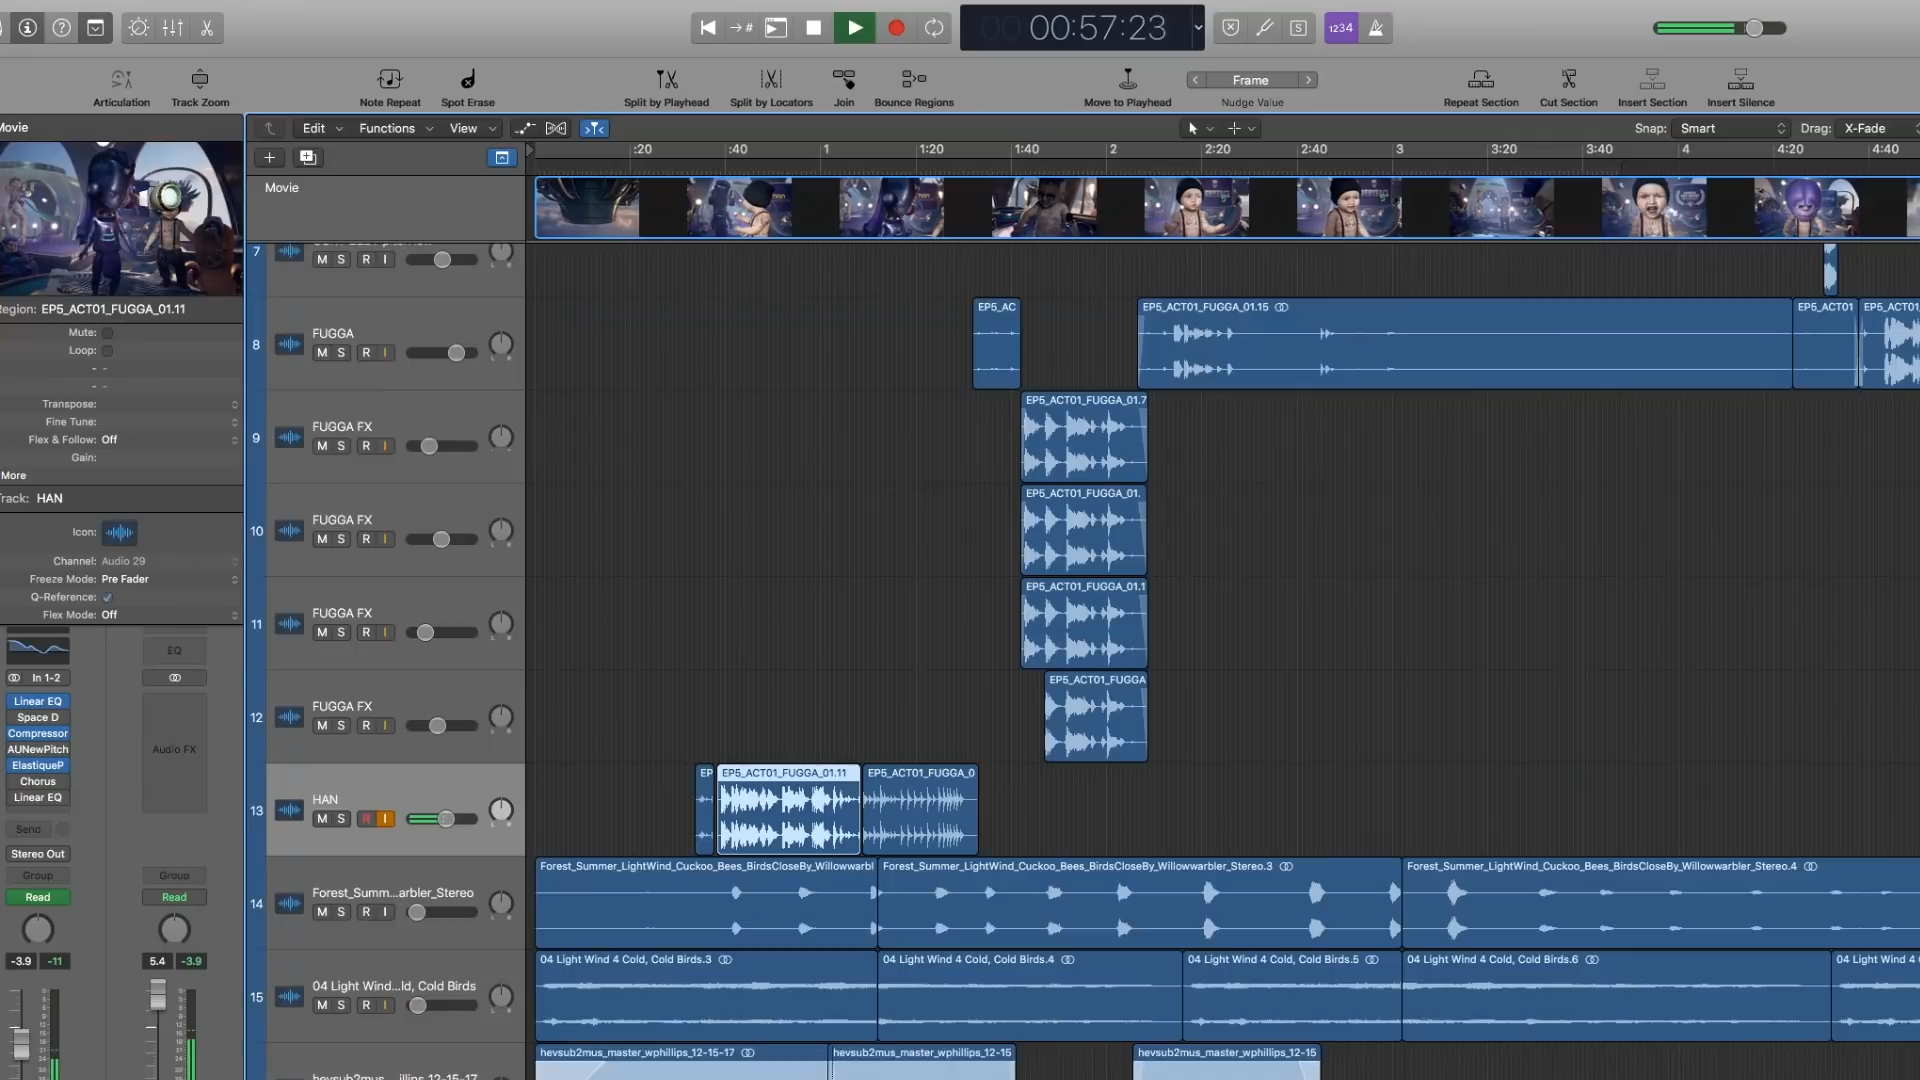 00:57:23
1234
Articulation
Track Zoom
Note Repeat
Spot Erase
Split by Playhead
Split by Locators
Join
Bounce Regions
Move to Playhead
Frame
Nudge Value
Repeat Section
Cut Section
Insert Section
Insert Silence
Movie
Edit
Functions
View
Snap: Smart
Drag: X-Fade
:20
:40
1
1:20
1:40
2
2:20
2:40
3
3:20
3:40
4
4:20
4:40
Movie
egion: EP5_ACT01_FUGGA_01.11
Mute:
Loop:
Transpose:
Fine Tune:
Flex & Follow: Off
Gain:
More
rack: HAN
Icon:
Channel: Audio 29
Freeze Mode: Pre Fader
Q-Reference:
Flex Mode: Off
EQ
In 1-2
Linear EQ
Space D
Compressor
AUNewPitch
ElastiqueP
Chorus
Linear EQ
Audio FX
Send
Stereo Out
Group
Group
Read
Read
-3.9 -11
5.4 -3.9
7
M S R I
8
FUGGA
M S R I
EP5_AC
EP5_ACT01_FUGGA_01.15
EP5_ACT01
EP5_ACT01
9
FUGGA FX
M S R I
EP5_ACT01_FUGGA_01.7
10
FUGGA FX
M S R I
EP5_ACT01_FUGGA_01.
11
FUGGA FX
M S R I
EP5_ACT01_FUGGA_01.1
12
FUGGA FX
M S R I
EP5_ACT01_FUGGA
13
HAN
M S R I
EP
EP5_ACT01_FUGGA_01.11
EP5_ACT01_FUGGA_0
14
Forest_Summ...arbler_Stereo
M S R I
Forest_Summer_LightWind_Cuckoo_Bees_BirdsCloseBy_Willowwarbl
Forest_Summer_LightWind_Cuckoo_Bees_BirdsCloseBy_Willowwarbler_Stereo.3
Forest_Summer_LightWind_Cuckoo_Bees_BirdsCloseBy_Willowwarbler_Stereo.4
15
04 Light Wind...ld, Cold Birds
M S R I
04 Light Wind 4 Cold, Cold Birds.3
04 Light Wind 4 Cold, Cold Birds.4
04 Light Wind 4 Cold, Cold Birds.5
04 Light Wind 4 Cold, Cold Birds.6
04 Light Wind 4
hevsub2mus_master_wphillips_12-15-17
hevsub2mus_master_wphillips_12-15
hevsub2mus_master_wphillips_12-15
hevsub2mus ...illips 12-15-17